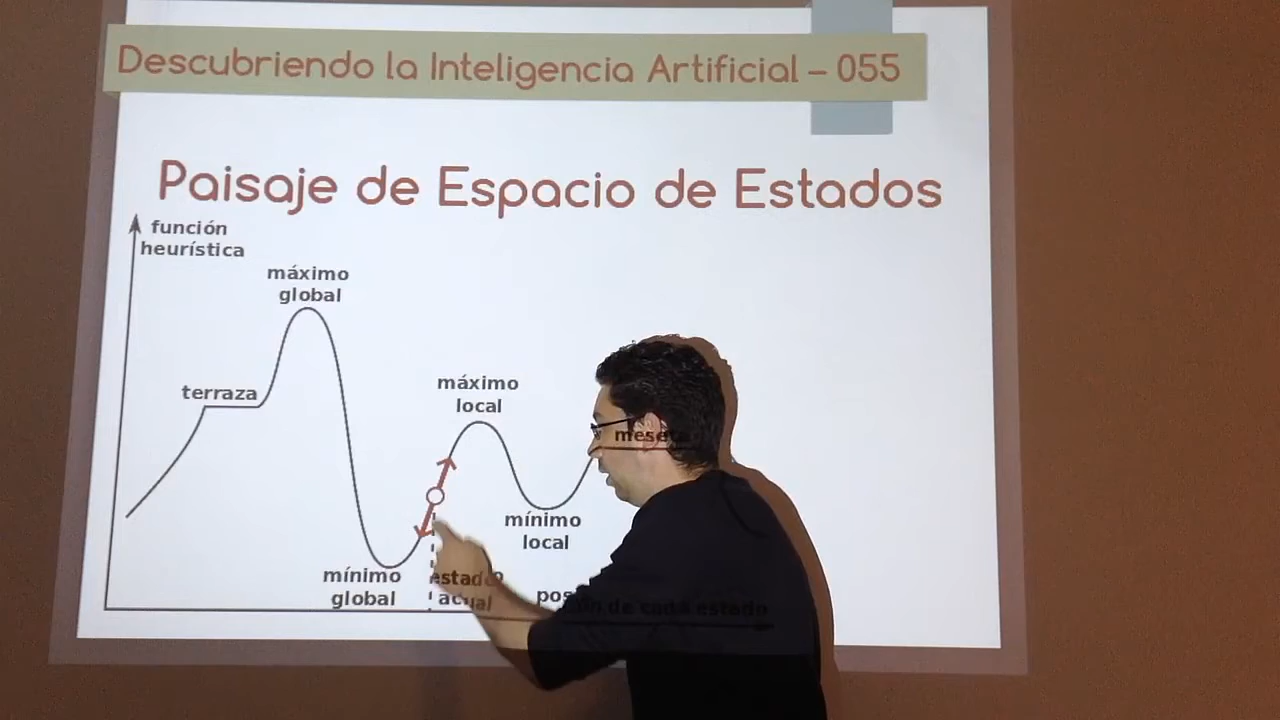 Descubriendo la Inteligencia Artificial – 055
Paisaje de Espacio de Estados
función
heurística
máximo
global
terraza
máximo
local
meseta
mínimo
local
mínimo
global
estado
actual
posición de cada estado